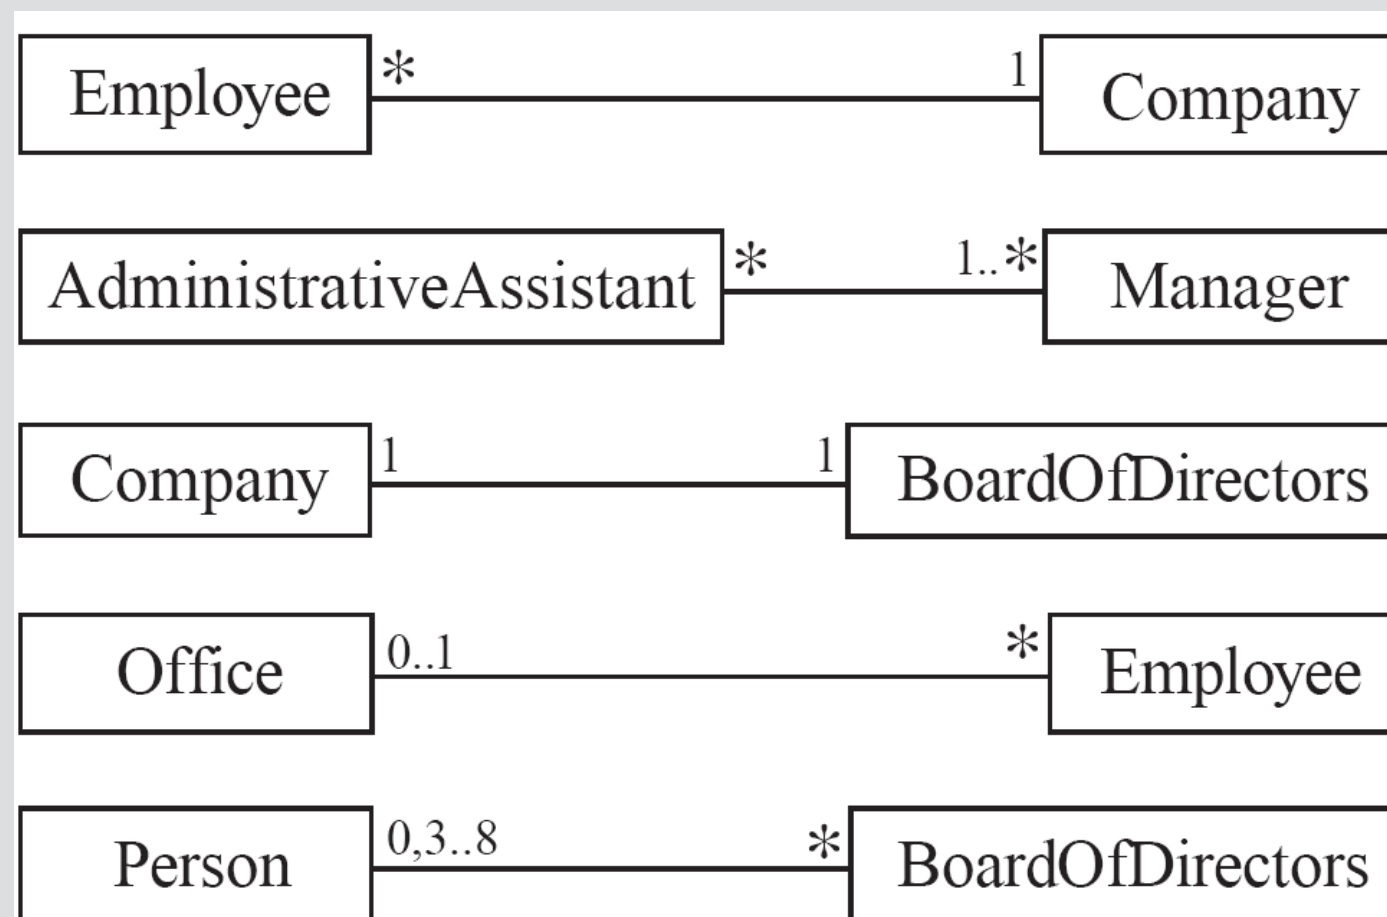 Employee * 1 Company
AdministrativeAssistant * 1..* Manager
Company 1 1 BoardOfDirectors
Office 0..1 * Employee
Person 0,3..8 * BoardOfDirectors